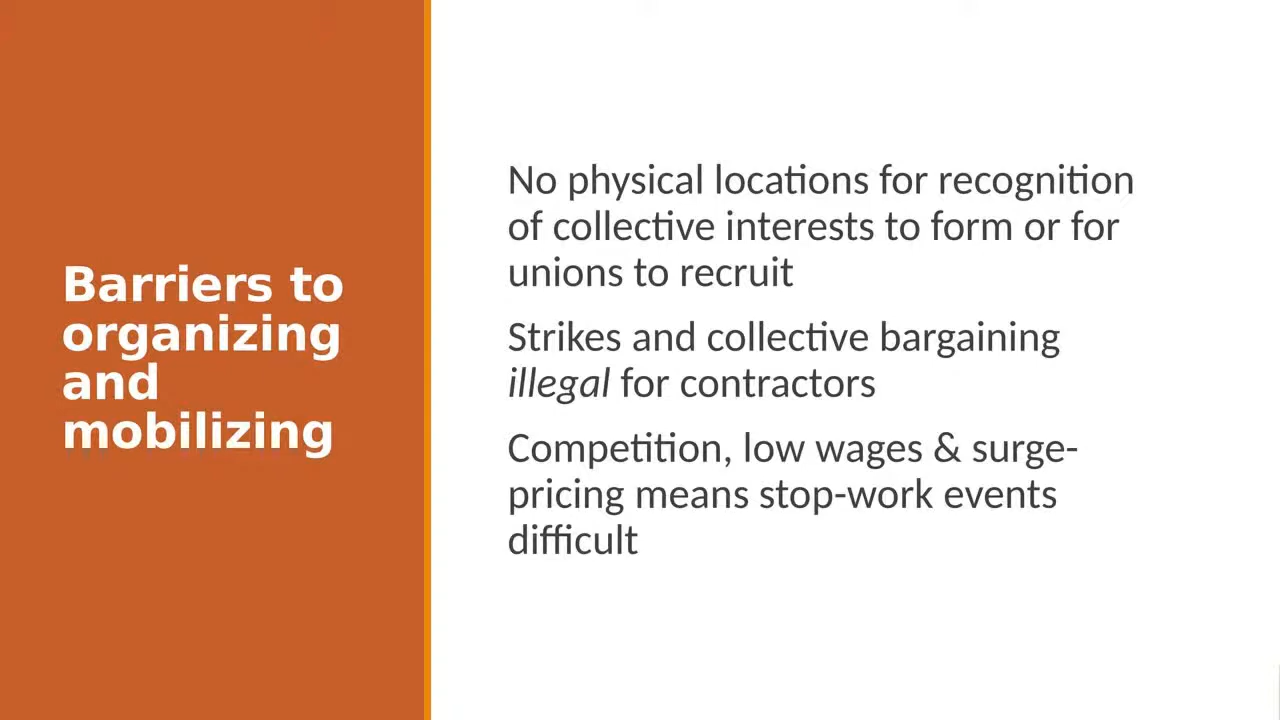 Barriers to
organizing
and
mobilizing
No physical locations for recognition
of collective interests to form or for
unions to recruit
Strikes and collective bargaining
illegal for contractors
Competition, low wages & surge-
pricing means stop-work events
difficult